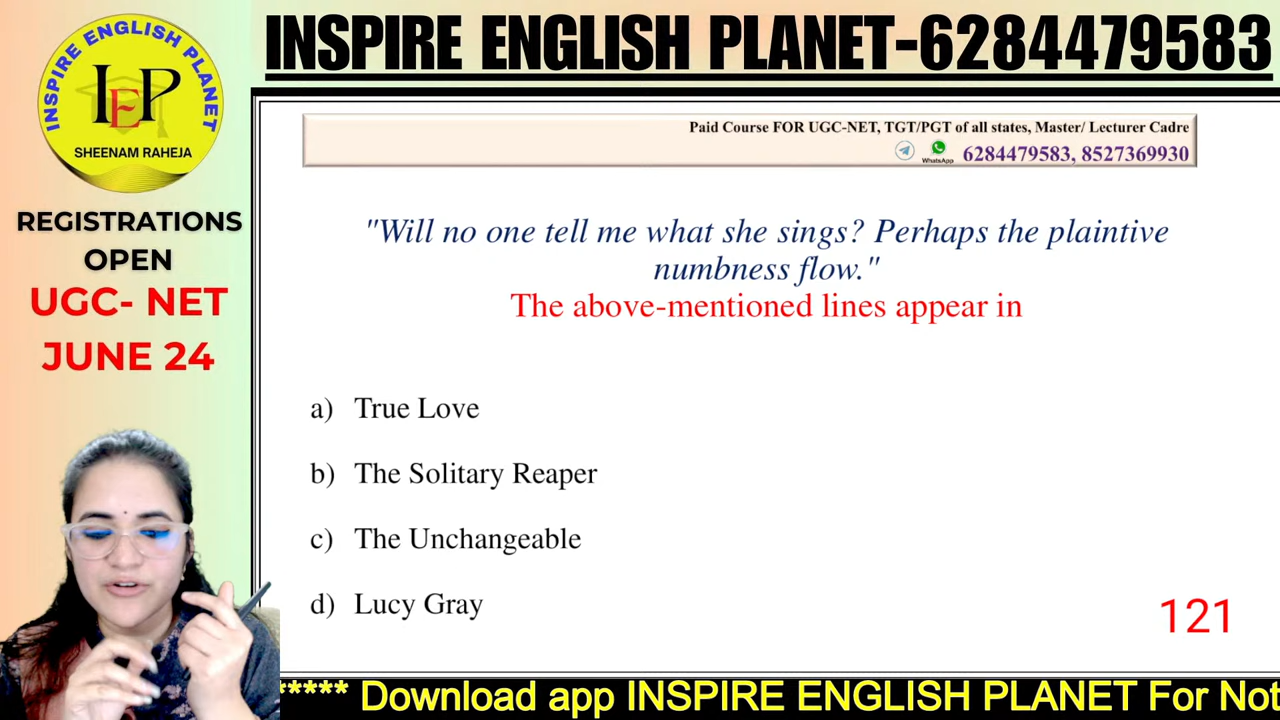 INSPIRE ENGLISH PLANET-6284479583
INSPIRE ENGLISH PLANET
IEP
SHEENAM RAHEJA
REGISTRATIONS
OPEN
UGC- NET
JUNE 24
Paid Course FOR UGC-NET, TGT/PGT of all states, Master/ Lecturer Cadre
WhatsApp
6284479583, 8527369930
"Will no one tell me what she sings? Perhaps the plaintive
numbness flow."
The above-mentioned lines appear in
a) True Love
b) The Solitary Reaper
c) The Unchangeable
d) Lucy Gray
121
***** Download app INSPIRE ENGLISH PLANET For Not